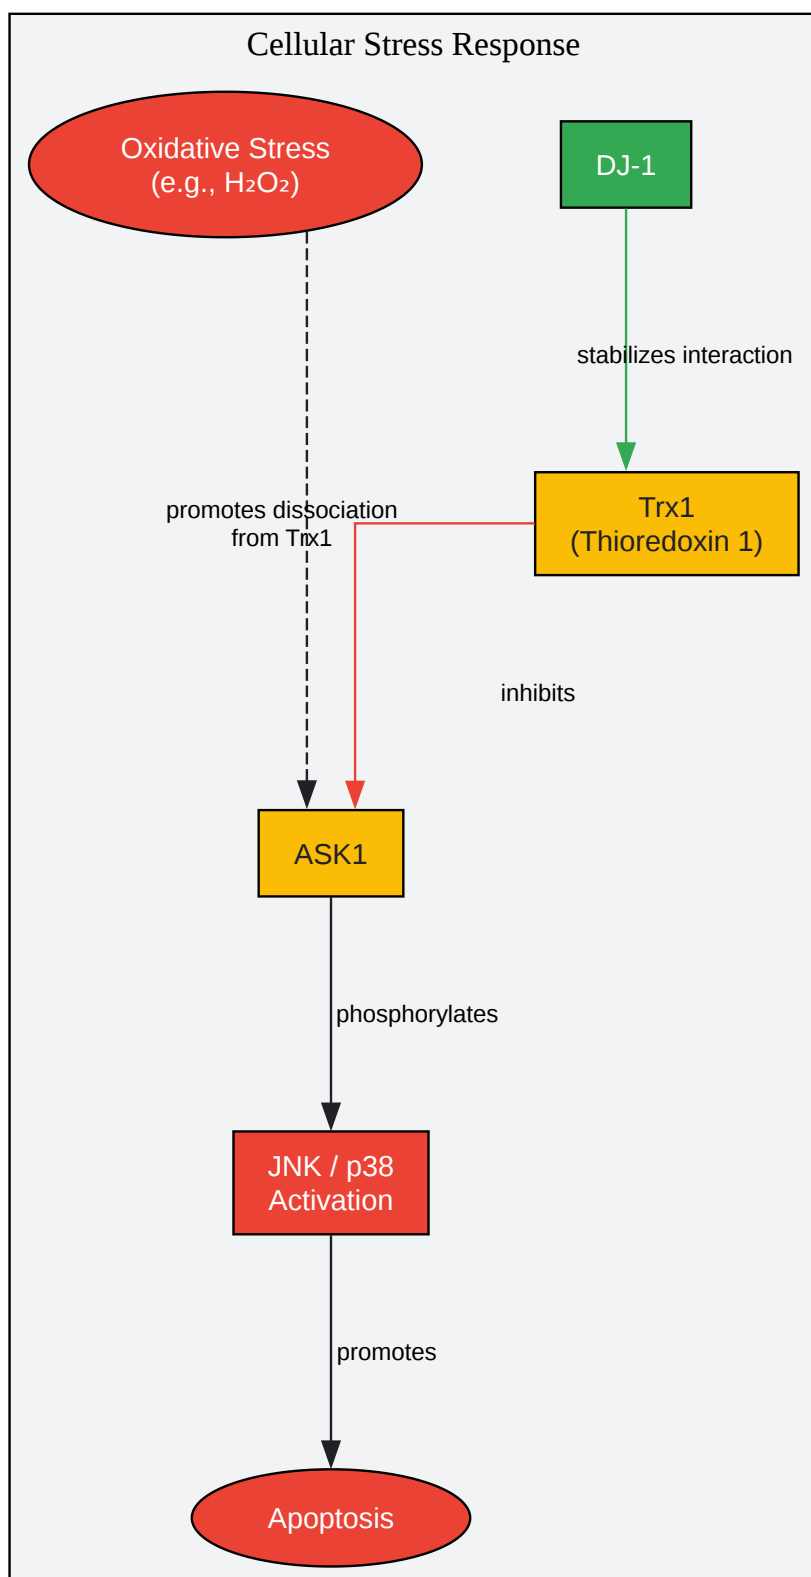 Cellular Stress Response
Oxidative Stress
(e.g., H₂O₂)
DJ-1
stabilizes interaction
promotes dissociation
from Trx1
Trx1
(Thioredoxin 1)
inhibits
ASK1
phosphorylates
JNK / p38
Activation
promotes
Apoptosis